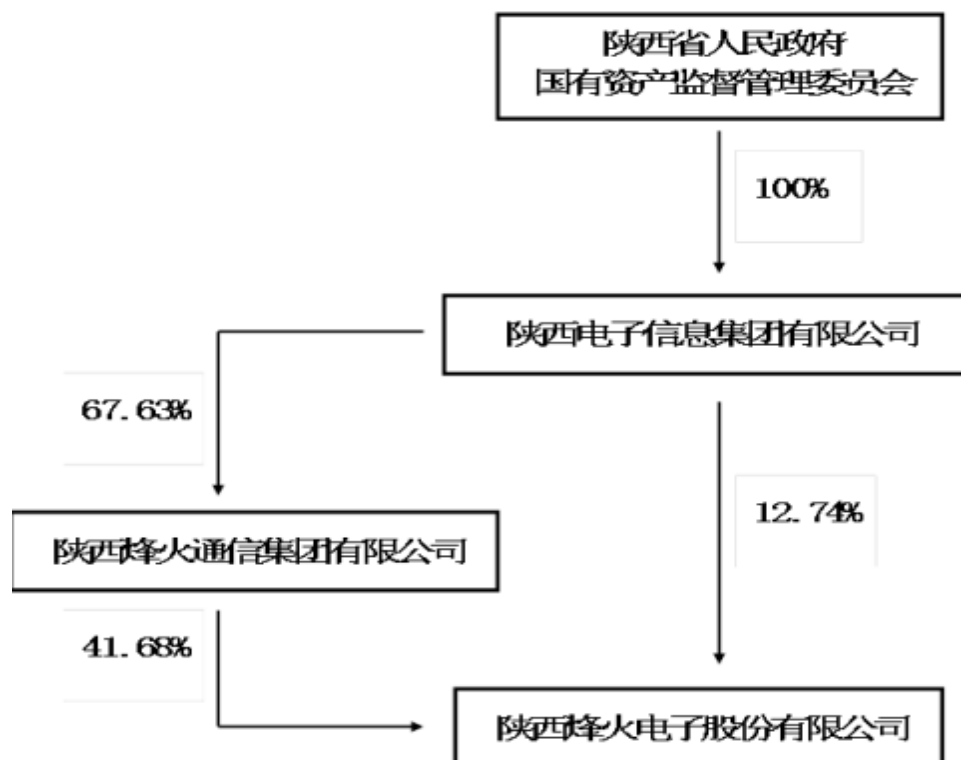 陕西省人民政府
国有资产监督管理委员会
100%
陕西电子信息集团有限公司
67.63%
12.74%
陕西烽火通信集团有限公司
41.68%
陕西烽火电子股份有限公司